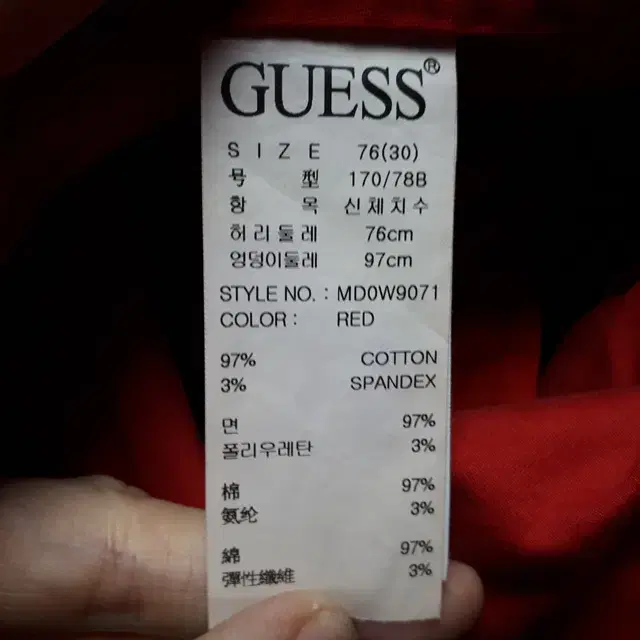 GUESS®
SIZE 76(30)
号型 170/78B
항목 신체치수
허리둘레 76cm
엉덩이둘레 97cm
STYLE NO. : MD0W9071
COLOR : RED
97% COTTON
3% SPANDEX
면 97%
폴리우레탄 3%
棉 97%
氨纶 3%
綿 97%
彈性纖維 3%